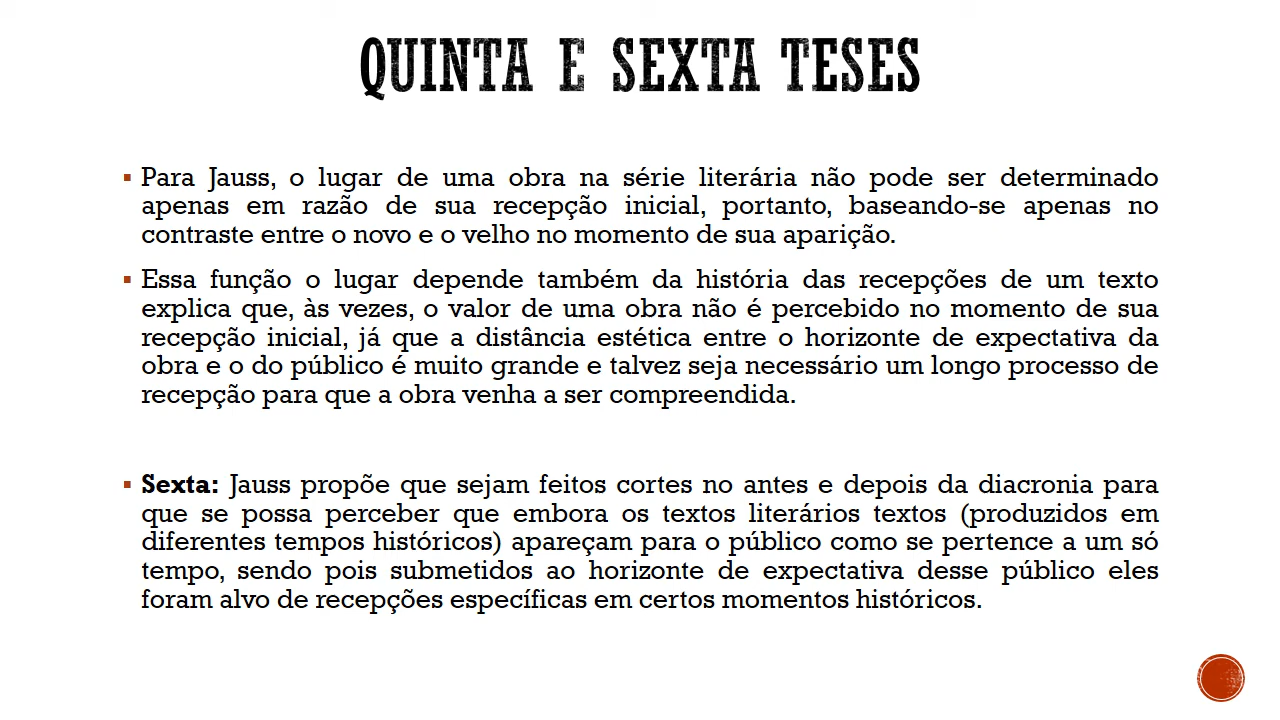 QUINTA E SEXTA TESES
▪ Para Jauss, o lugar de uma obra na série literária não pode ser determinado
apenas em razão de sua recepção inicial, portanto, baseando-se apenas no
contraste entre o novo e o velho no momento de sua aparição.
▪ Essa função o lugar depende também da história das recepções de um texto
explica que, às vezes, o valor de uma obra não é percebido no momento de sua
recepção inicial, já que a distância estética entre o horizonte de expectativa da
obra e o do público é muito grande e talvez seja necessário um longo processo de
recepção para que a obra venha a ser compreendida.
▪ Sexta: Jauss propõe que sejam feitos cortes no antes e depois da diacronia para
que se possa perceber que embora os textos literários textos (produzidos em
diferentes tempos históricos) apareçam para o público como se pertence a um só
tempo, sendo pois submetidos ao horizonte de expectativa desse público eles
foram alvo de recepções específicas em certos momentos históricos.